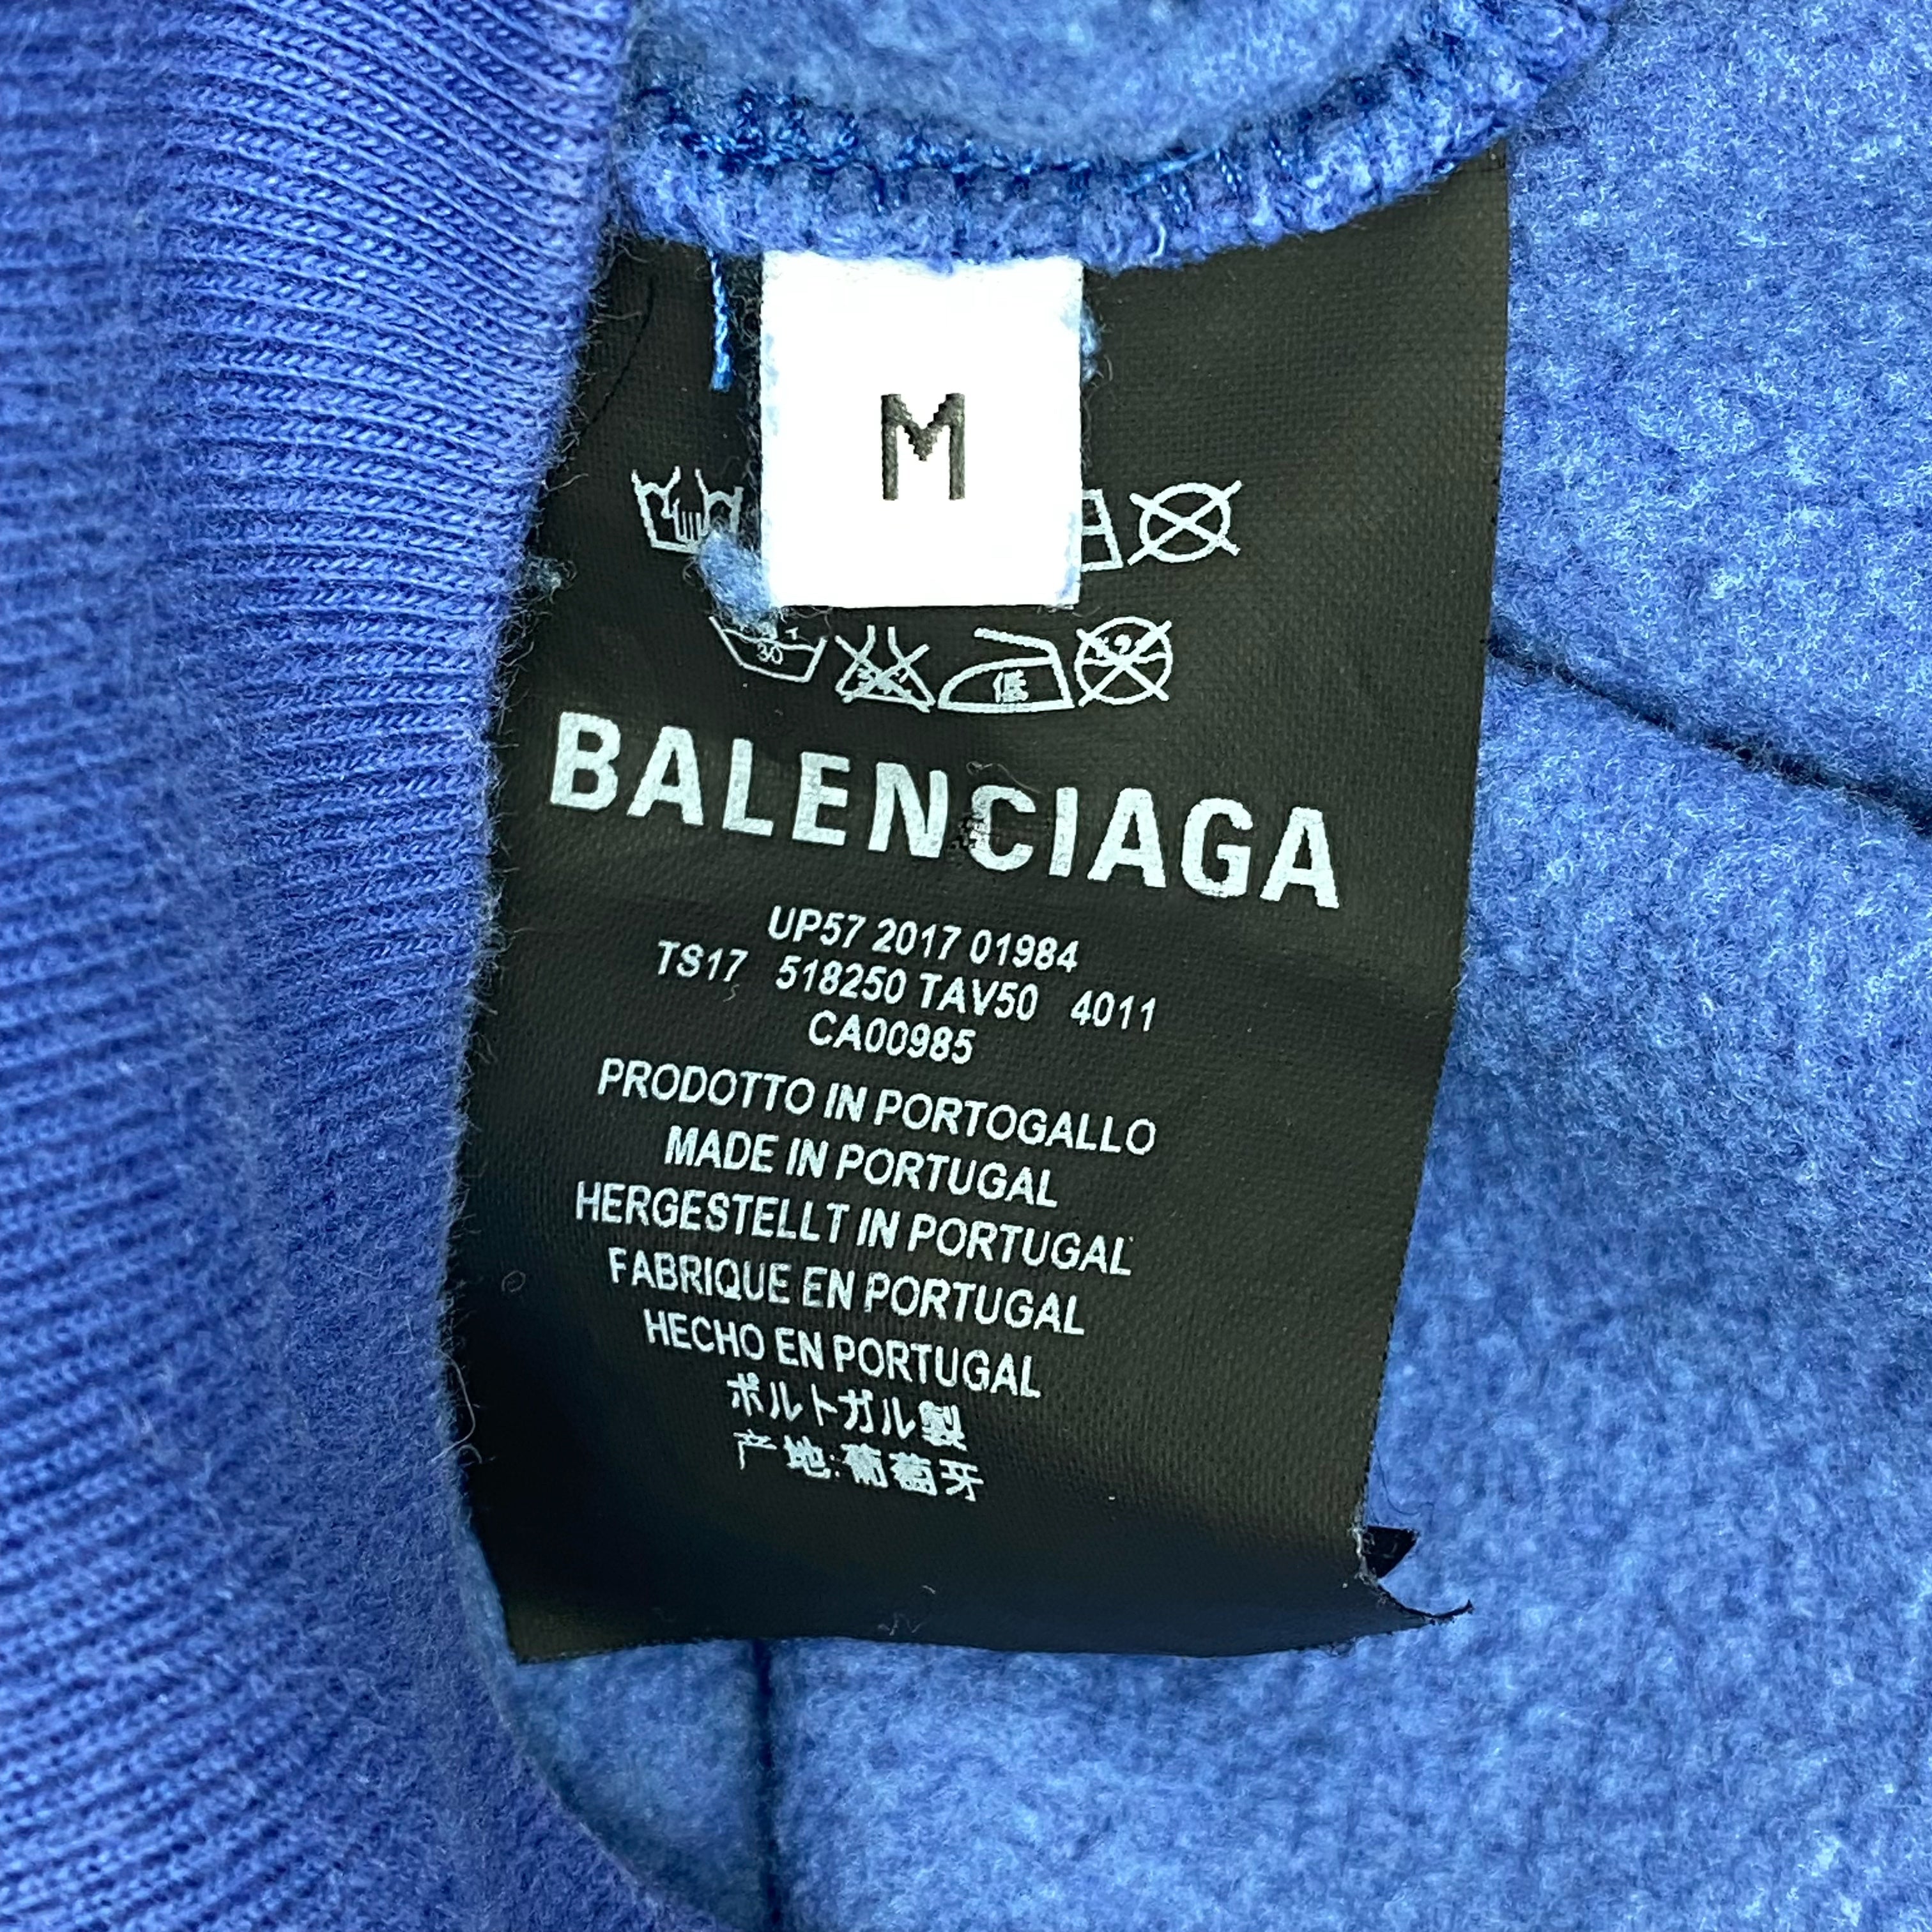 M
30
BALENCIAGA
UP57 2017 01984
TS17 518250 TAV50 4011
CA00985
PRODOTTO IN PORTOGALLO
MADE IN PORTUGAL
HERGESTELLT IN PORTUGAL
FABRIQUE EN PORTUGAL
HECHO EN PORTUGAL
ポルトガル製
产地:葡萄牙